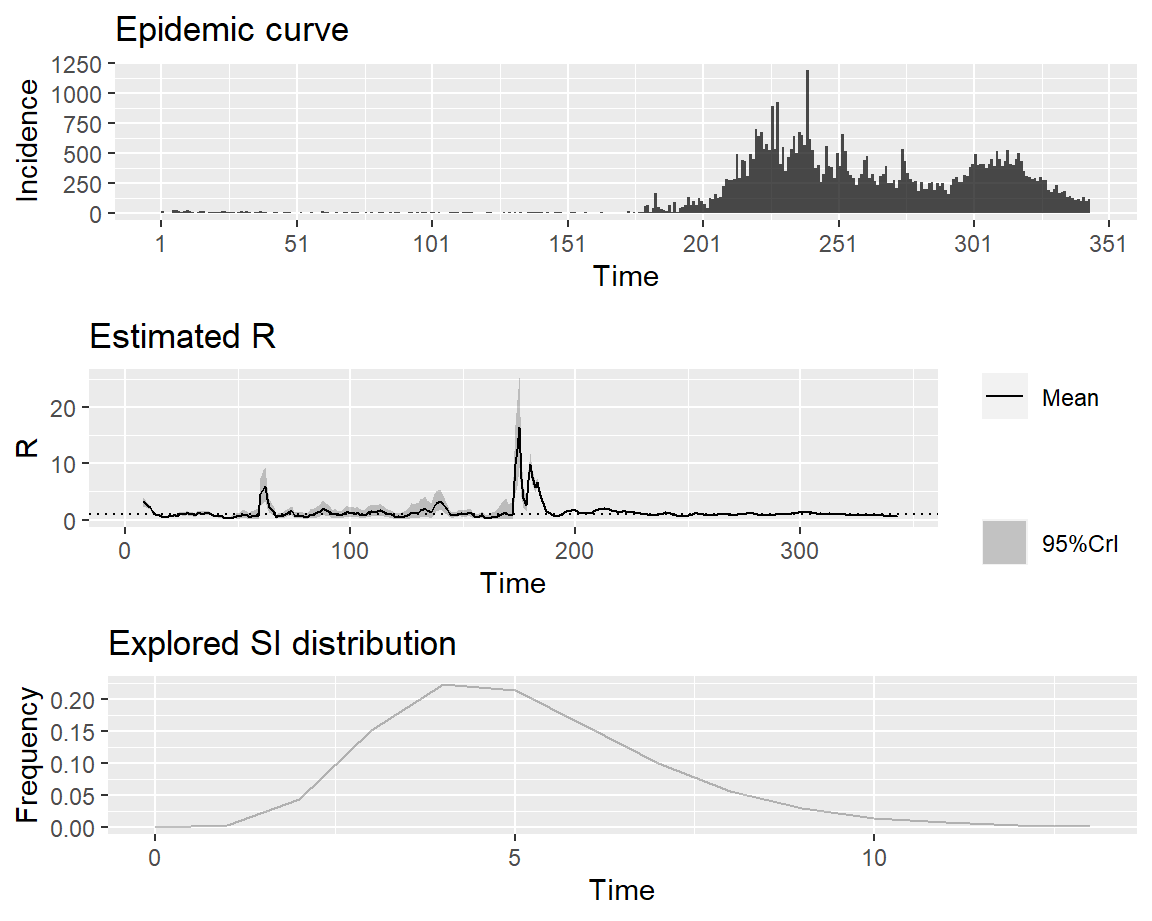 Epidemic curve
1250
1000
750
500
250
0
Incidence
1 51 101 151 201 251 301 351
Time
Estimated R
20
10
0
R
0 100 200 300
Time
Mean
95%CrI
Explored SI distribution
0.20
0.15
0.10
0.05
0.00
Frequency
0 5 10
Time